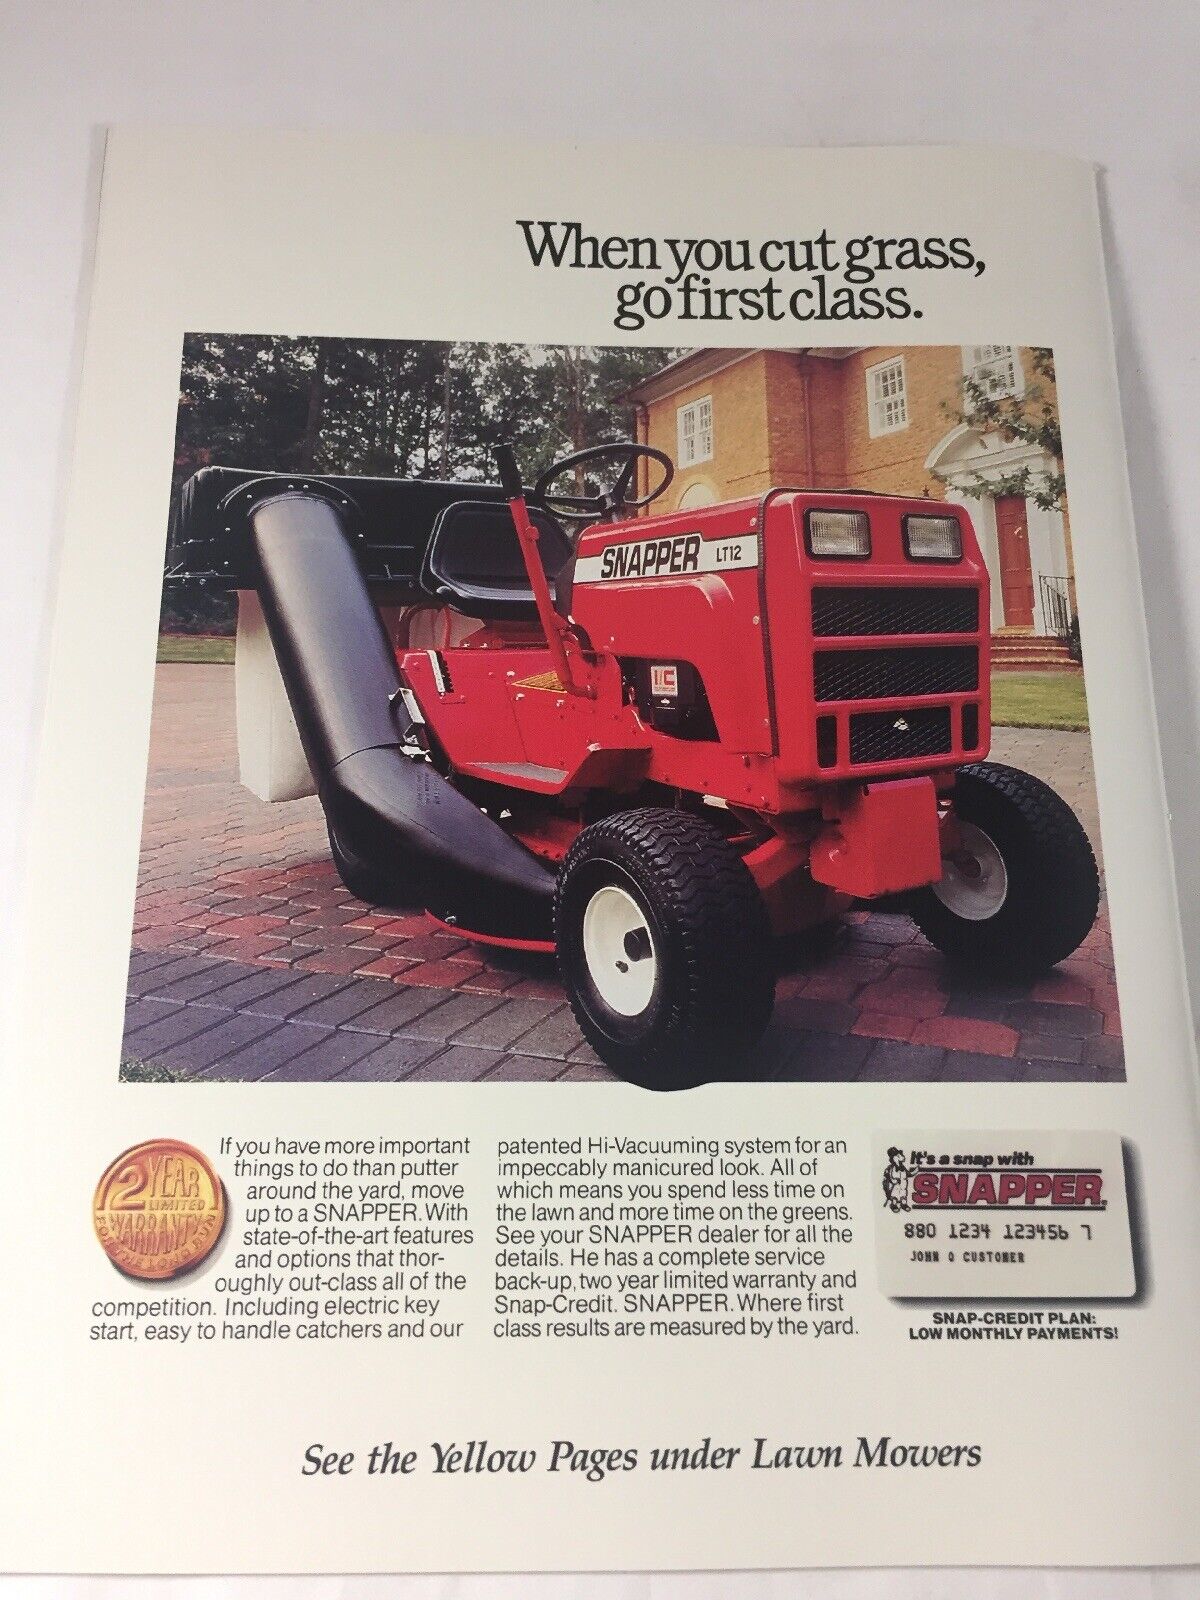 When you cut grass,
go first class.
SNAPPER LT12
I/C
2 YEAR
LIMITED
WARRANTY
FOR THE LONG RUN
If you have more important
things to do than putter
around the yard, move
up to a SNAPPER. With
state-of-the-art features
and options that thor-
oughly out-class all of the
competition. Including electric key
start, easy to handle catchers and our
patented Hi-Vacuuming system for an
impeccably manicured look. All of
which means you spend less time on
the lawn and more time on the greens.
See your SNAPPER dealer for all the
details. He has a complete service
back-up, two year limited warranty and
Snap-Credit. SNAPPER. Where first
class results are measured by the yard.
It's a snap with
SNAPPER®
880 1234 123456 7
JOHN Q CUSTOMER
SNAP-CREDIT PLAN:
LOW MONTHLY PAYMENTS!
See the Yellow Pages under Lawn Mowers